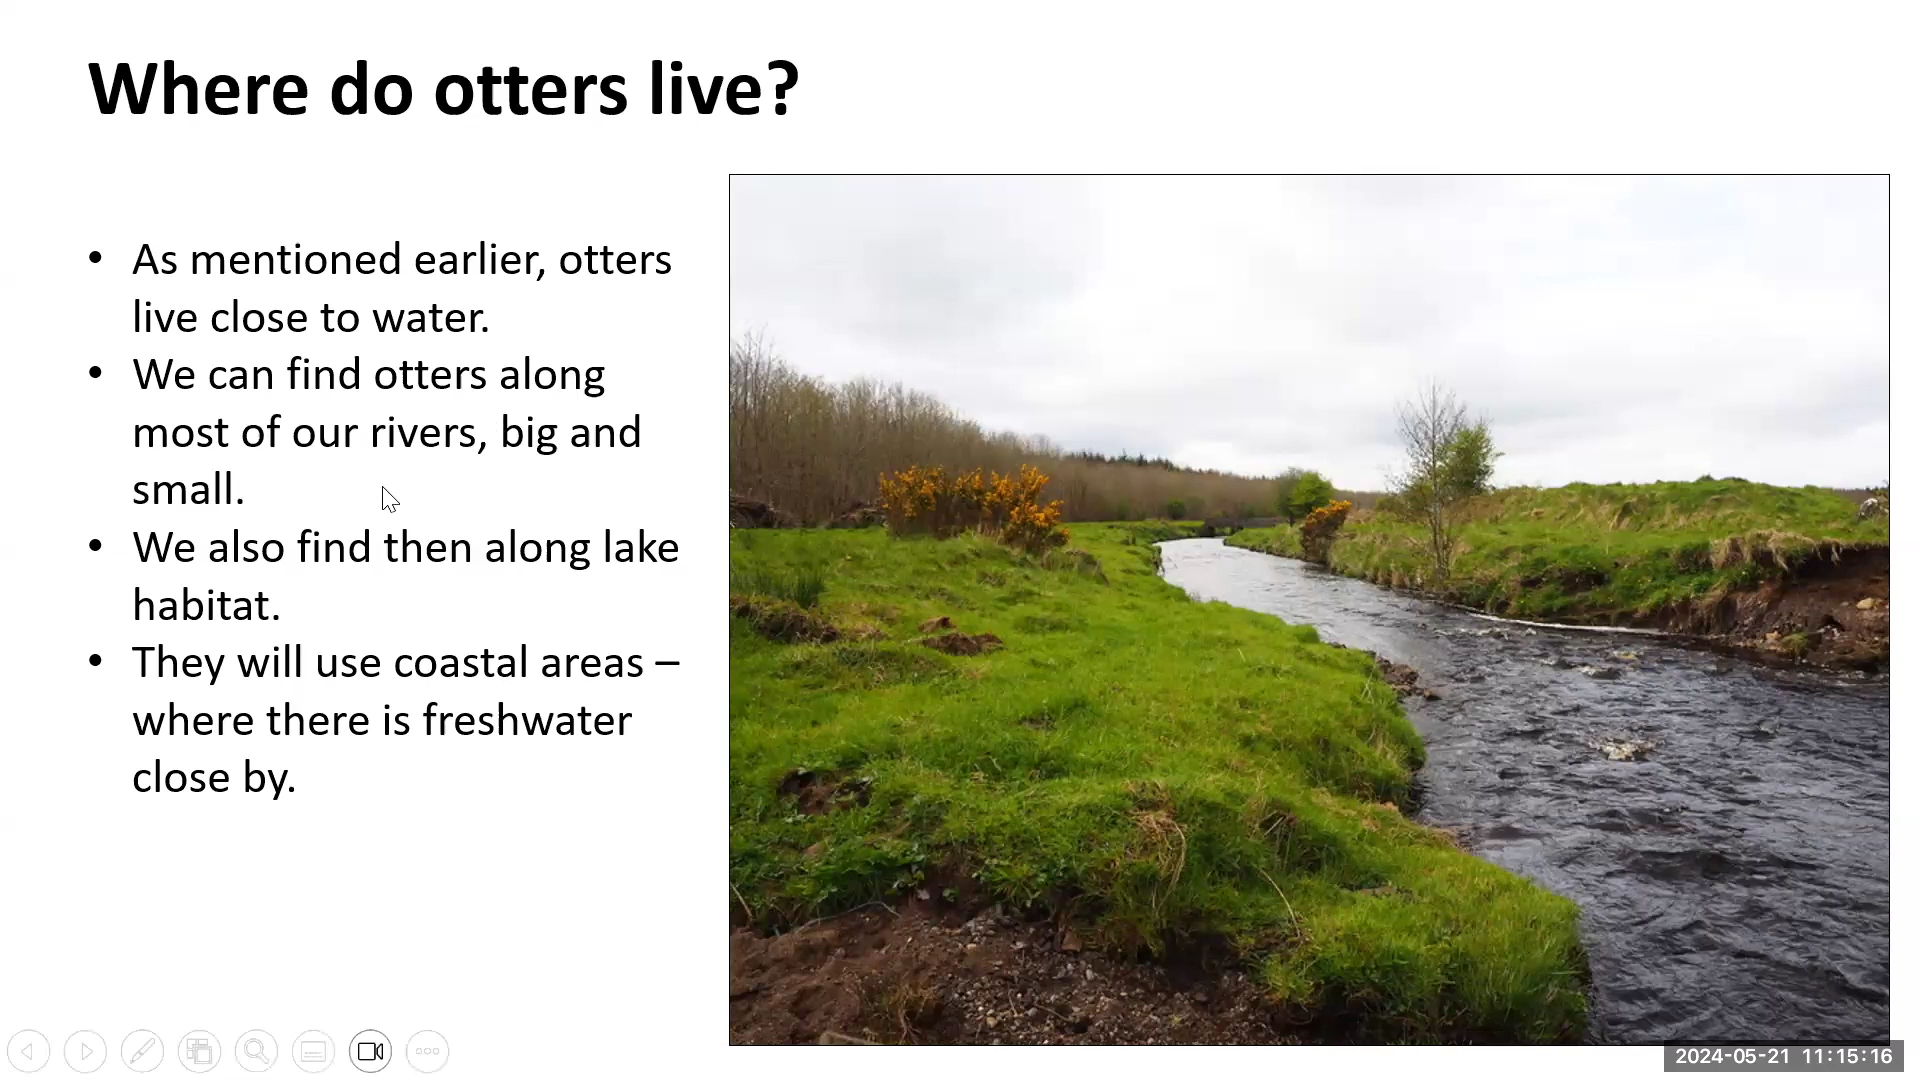 Where do otters live?
• As mentioned earlier, otters
live close to water.
• We can find otters along
most of our rivers, big and
small.
• We also find then along lake
habitat.
• They will use coastal areas –
where there is freshwater
close by.
2024-05-21 11:15:16